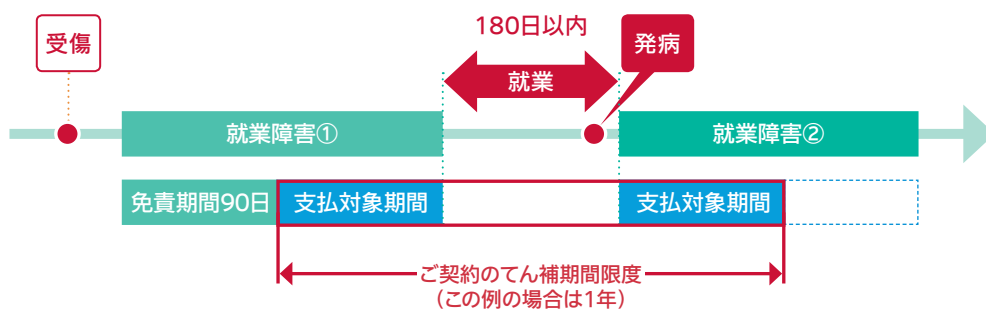 180日以内
受傷
発病
就業
就業障害①
就業障害②
免責期間90日
支払対象期間
支払対象期間
ご契約のてん補期間限度
（この例の場合は1年）